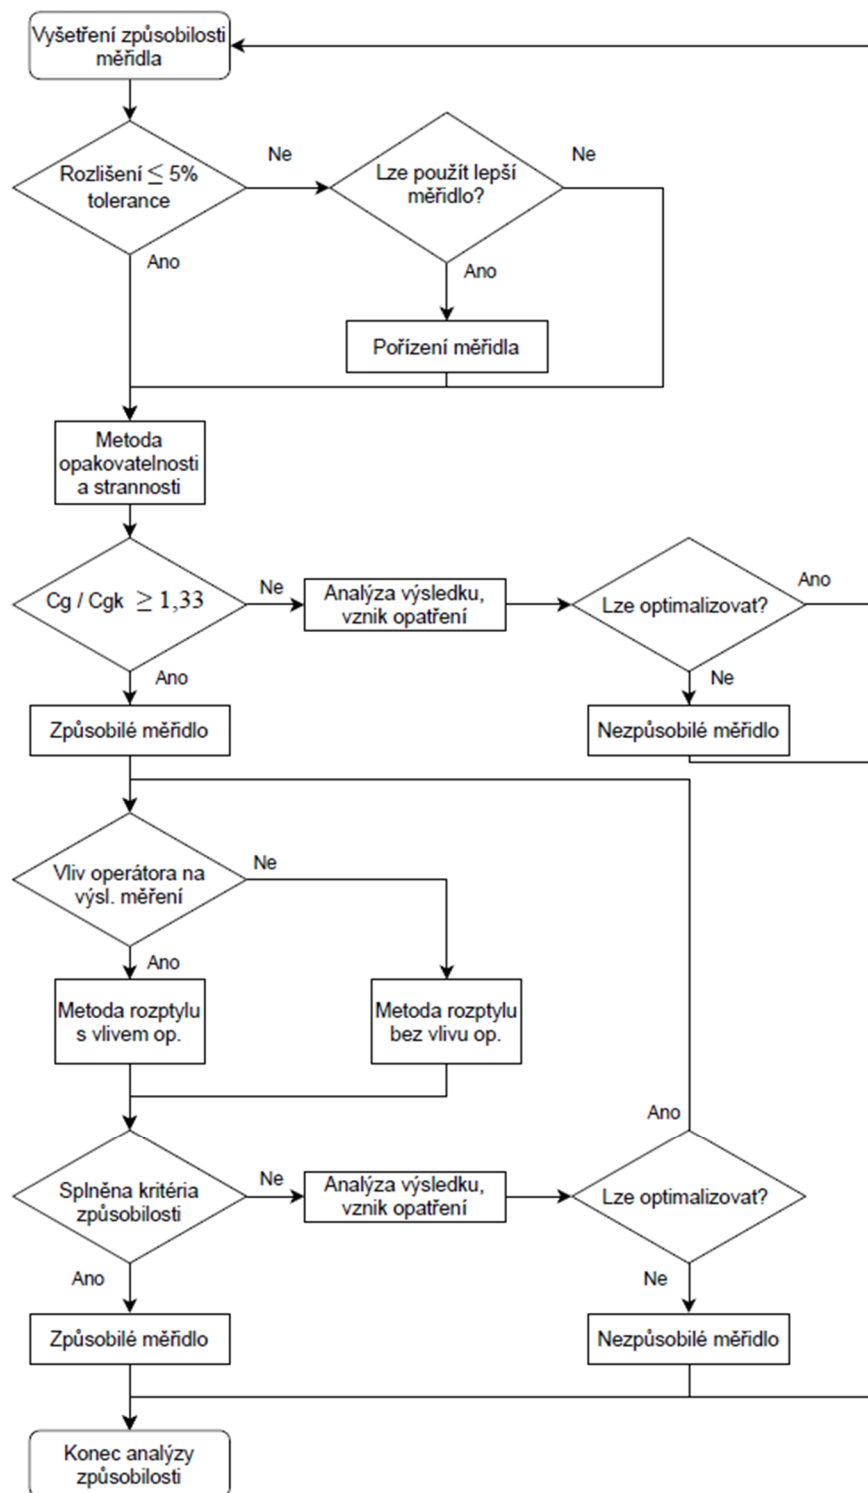 Vyšetření způsobilosti
měřidla
Rozlišení ≤ 5%
tolerance
Ne
Lze použít lepší
měřidlo?
Ne
Ano
Ano
Pořízení měřidla
Metoda
opakovatelnosti
a strannosti
Cg / Cgk ≥ 1,33
Ne
Analýza výsledku,
vznik opatření
Lze optimalizovat?
Ano
Ano
Ne
Způsobilé měřidlo
Nezpůsobilé měřidlo
Vliv operátora na
výsl. měření
Ne
Ano
Metoda rozptylu
s vlivem op.
Metoda rozptylu
bez vlivu op.
Ano
Splněna kritéria
způsobilosti
Ne
Analýza výsledku,
vznik opatření
Lze optimalizovat?
Ano
Ne
Způsobilé měřidlo
Nezpůsobilé měřidlo
Konec analýzy
způsobilosti